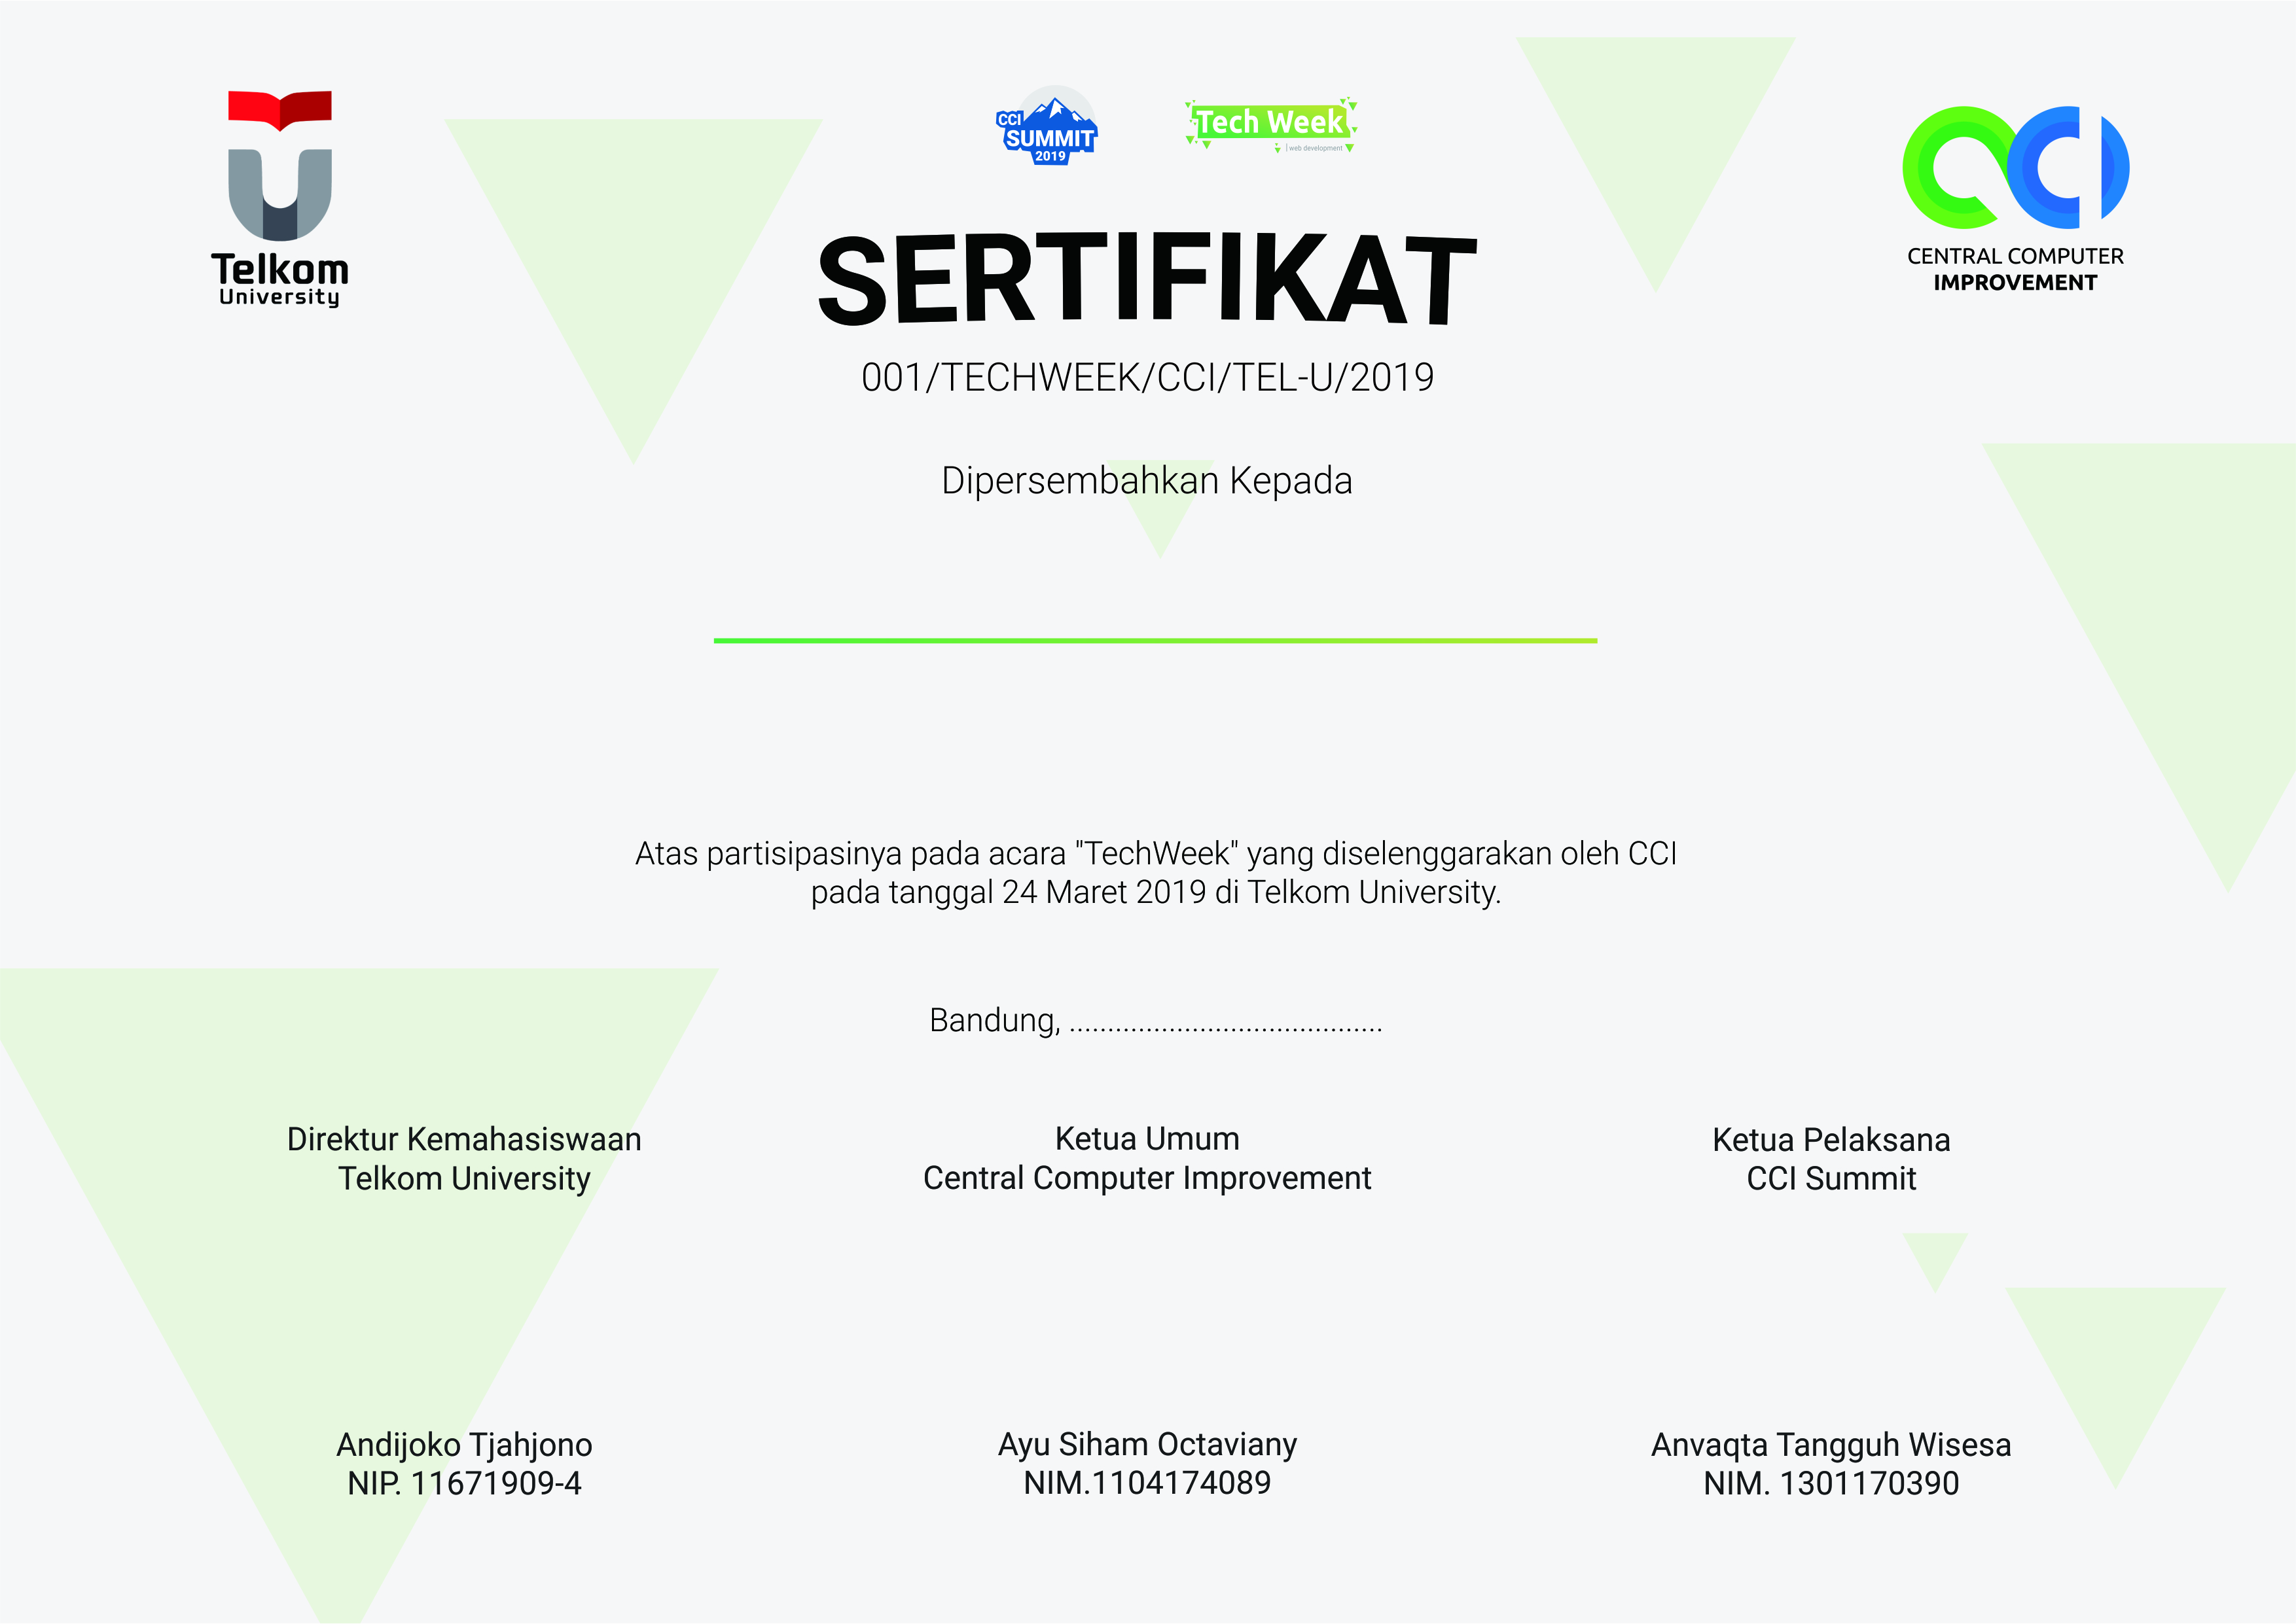 Telkom
University
CCI
SUMMIT
2019
Tech Week
web development
CENTRAL COMPUTER
IMPROVEMENT
SERTIFIKAT
001/TECHWEEK/CCI/TEL-U/2019
Dipersembahkan Kepada
Atas partisipasinya pada acara "TechWeek" yang diselenggarakan oleh CCI
pada tanggal 24 Maret 2019 di Telkom University.
Bandung, .........................................
Direktur Kemahasiswaan
Telkom University
Ketua Umum
Central Computer Improvement
Ketua Pelaksana
CCI Summit
Andijoko Tjahjono
NIP. 11671909-4
Ayu Siham Octaviany
NIM.1104174089
Anvaqta Tangguh Wisesa
NIM. 1301170390